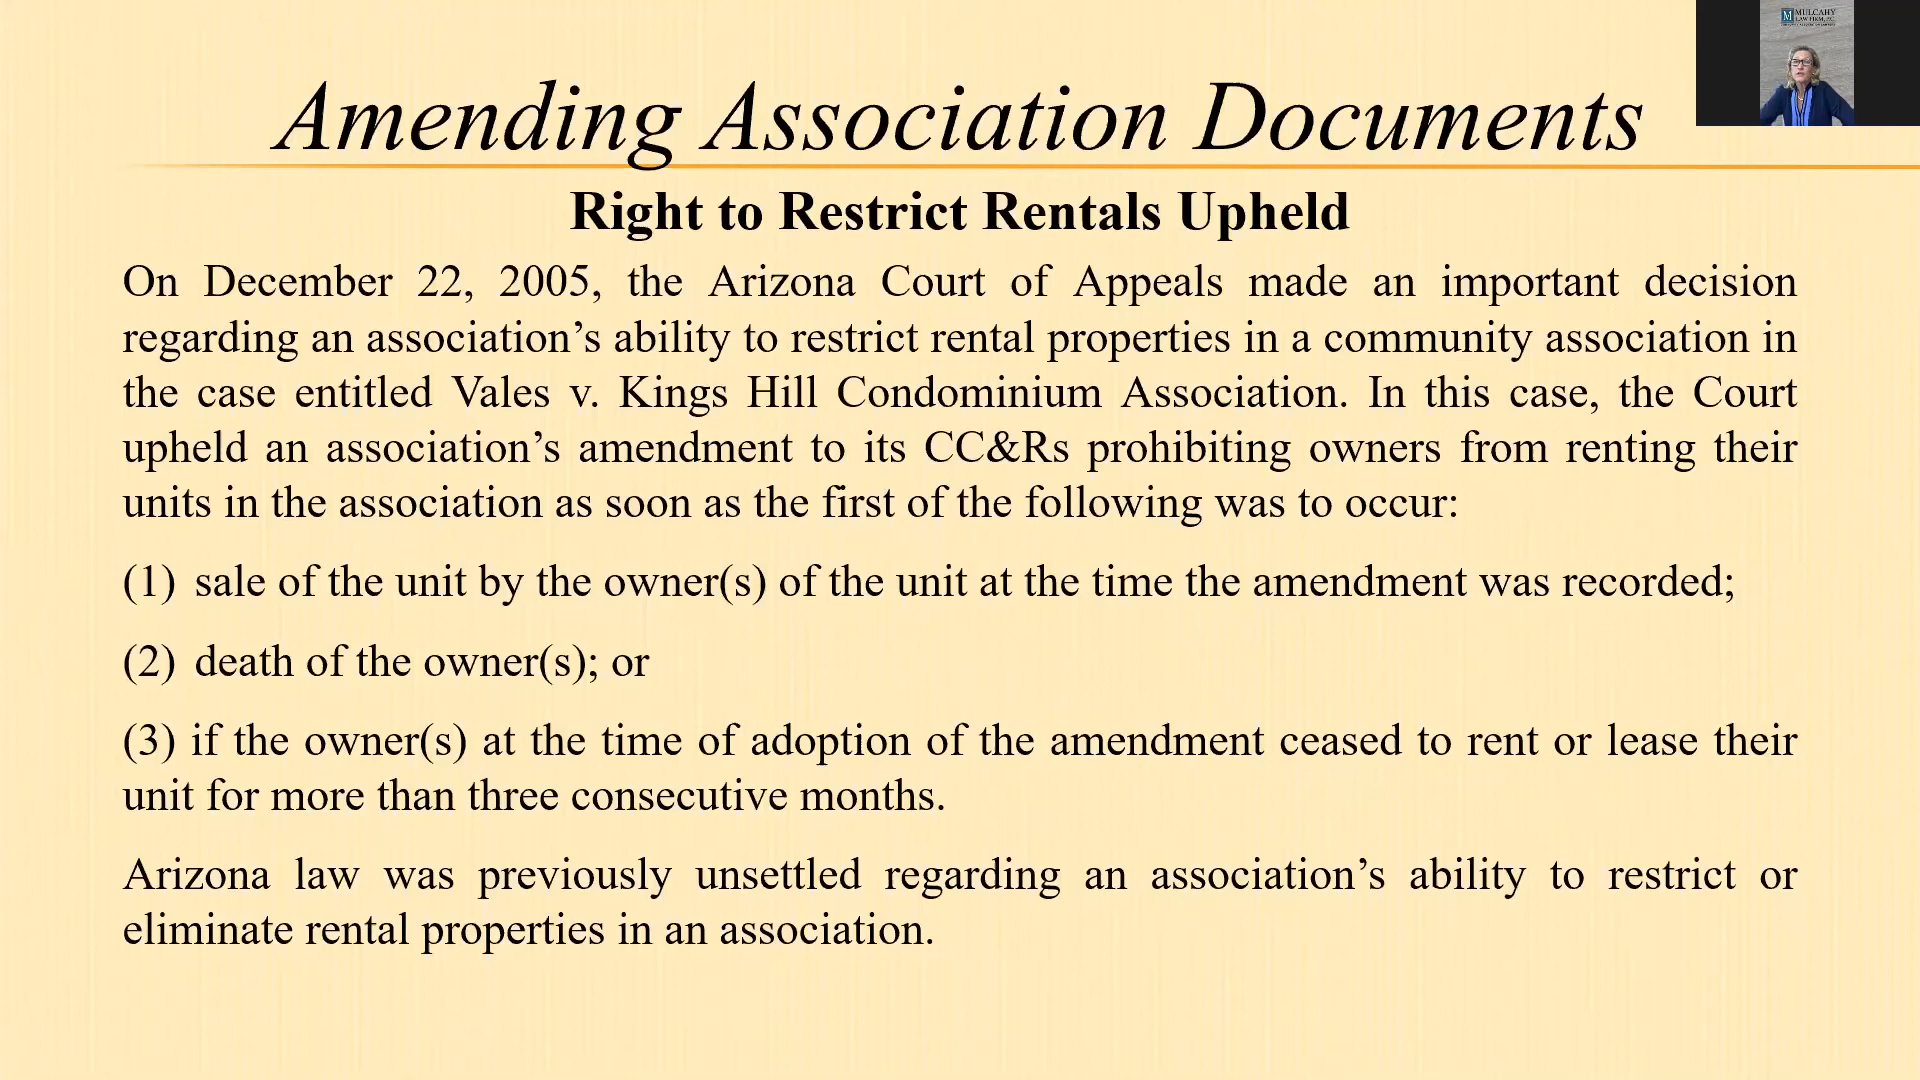 MULCAHY
LAW FIRM, P.C.
Amending Association Documents
Right to Restrict Rentals Upheld
On December 22, 2005, the Arizona Court of Appeals made an important decision
regarding an association’s ability to restrict rental properties in a community association in
the case entitled Vales v. Kings Hill Condominium Association. In this case, the Court
upheld an association’s amendment to its CC&Rs prohibiting owners from renting their
units in the association as soon as the first of the following was to occur:
(1) sale of the unit by the owner(s) of the unit at the time the amendment was recorded;
(2) death of the owner(s); or
(3) if the owner(s) at the time of adoption of the amendment ceased to rent or lease their
unit for more than three consecutive months.
Arizona law was previously unsettled regarding an association’s ability to restrict or
eliminate rental properties in an association.